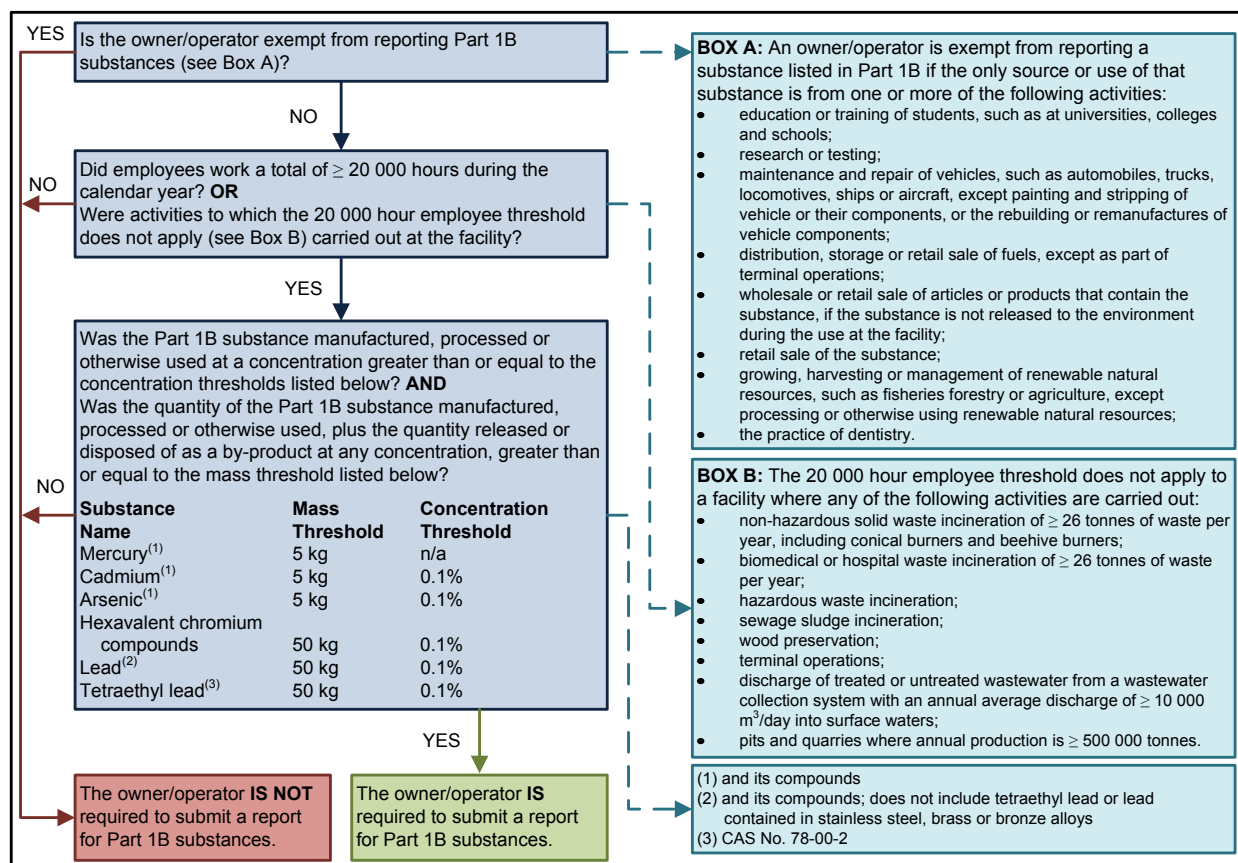 YES
Is the owner/operator exempt from reporting Part 1B
substances (see Box A)?
NO
Did employees work a total of ≥ 20 000 hours during the
calendar year? OR
Were activities to which the 20 000 hour employee threshold
does not apply (see Box B) carried out at the facility?
NO
YES
Was the Part 1B substance manufactured, processed or
otherwise used at a concentration greater than or equal to the
concentration thresholds listed below? AND
Was the quantity of the Part 1B substance manufactured,
processed or otherwise used, plus the quantity released or
disposed of as a by-product at any concentration, greater than
or equal to the mass threshold listed below?
NO
Substance Mass Concentration
Name Threshold Threshold
Mercury(1) 5 kg n/a
Cadmium(1) 5 kg 0.1%
Arsenic(1) 5 kg 0.1%
Hexavalent chromium
compounds 50 kg 0.1%
Lead(2) 50 kg 0.1%
Tetraethyl lead(3) 50 kg 0.1%
YES
The owner/operator IS NOT
required to submit a report
for Part 1B substances.
The owner/operator IS
required to submit a report
for Part 1B substances.
BOX A: An owner/operator is exempt from reporting a
substance listed in Part 1B if the only source or use of that
substance is from one or more of the following activities:
• education or training of students, such as at universities, colleges
and schools;
• research or testing;
• maintenance and repair of vehicles, such as automobiles, trucks,
locomotives, ships or aircraft, except painting and stripping of
vehicle or their components, or the rebuilding or remanufactures of
vehicle components;
• distribution, storage or retail sale of fuels, except as part of
terminal operations;
• wholesale or retail sale of articles or products that contain the
substance, if the substance is not released to the environment
during the use at the facility;
• retail sale of the substance;
• growing, harvesting or management of renewable natural
resources, such as fisheries forestry or agriculture, except
processing or otherwise using renewable natural resources;
• the practice of dentistry.
BOX B: The 20 000 hour employee threshold does not apply to
a facility where any of the following activities are carried out:
• non-hazardous solid waste incineration of ≥ 26 tonnes of waste per
year, including conical burners and beehive burners;
• biomedical or hospital waste incineration of ≥ 26 tonnes of waste
per year;
• hazardous waste incineration;
• sewage sludge incineration;
• wood preservation;
• terminal operations;
• discharge of treated or untreated wastewater from a wastewater
collection system with an annual average discharge of ≥ 10 000
m3/day into surface waters;
• pits and quarries where annual production is ≥ 500 000 tonnes.
(1) and its compounds
(2) and its compounds; does not include tetraethyl lead or lead
contained in stainless steel, brass or bronze alloys
(3) CAS No. 78-00-2